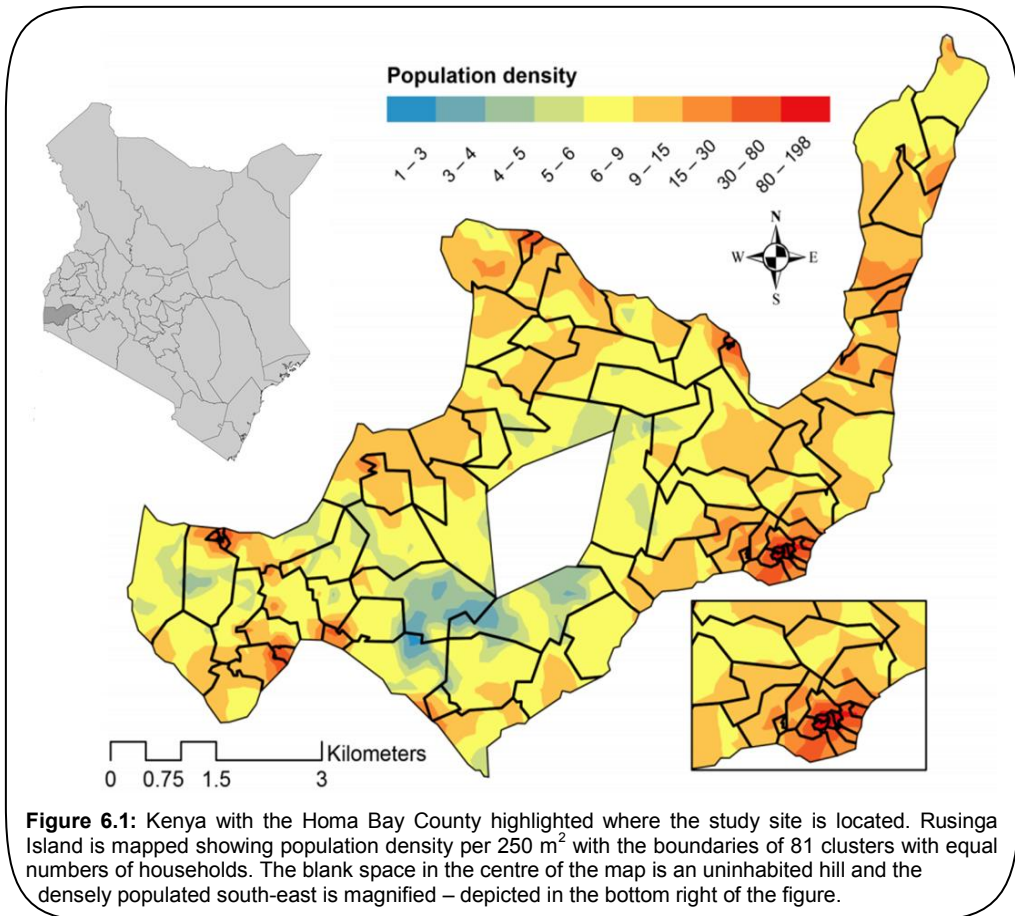 Population density
1 – 3
3 – 4
4 – 5
5 – 6
6 – 9
9 – 15
15 – 30
30 – 80
80 – 198
N
W E
S
Kilometers
0 0.75 1.5 3
Figure 6.1: Kenya with the Homa Bay County highlighted where the study site is located. Rusinga
Island is mapped showing population density per 250 m² with the boundaries of 81 clusters with equal
numbers of households. The blank space in the centre of the map is an uninhabited hill and the
densely populated south-east is magnified – depicted in the bottom right of the figure.